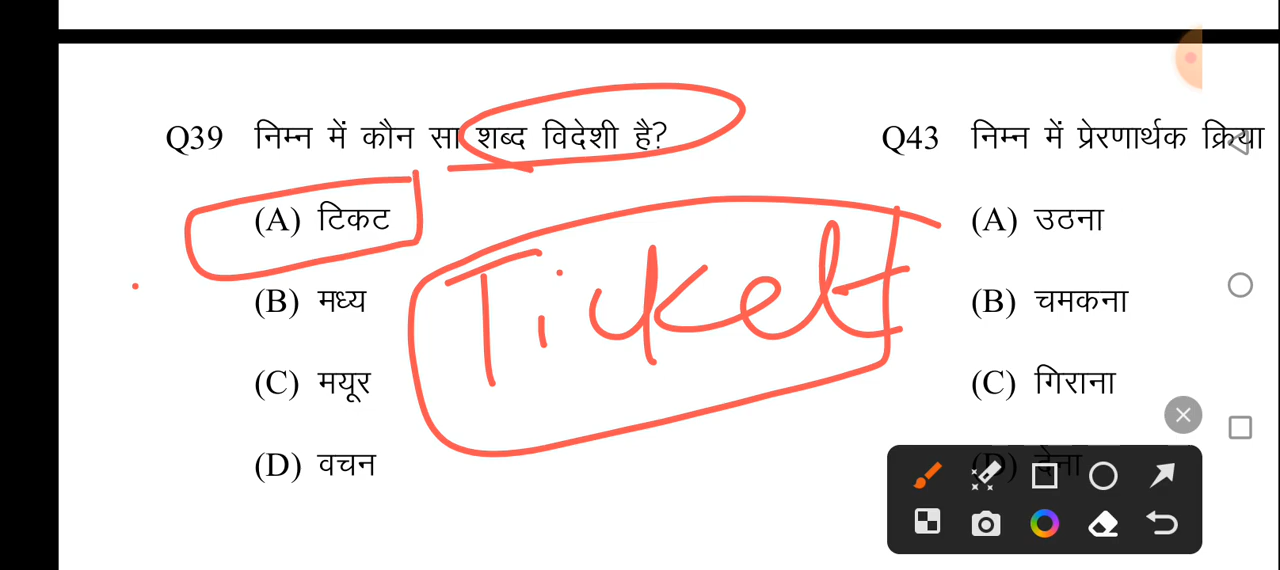 Q39 निम्न में कौन सा शब्द विदेशी है?
(A) टिकट
(B) मध्य
(C) मयूर
(D) वचन
Ticket
Q43 निम्न में प्रेरणार्थक क्रिया
(A) उठना
(B) चमकना
(C) गिराना
(D) देना